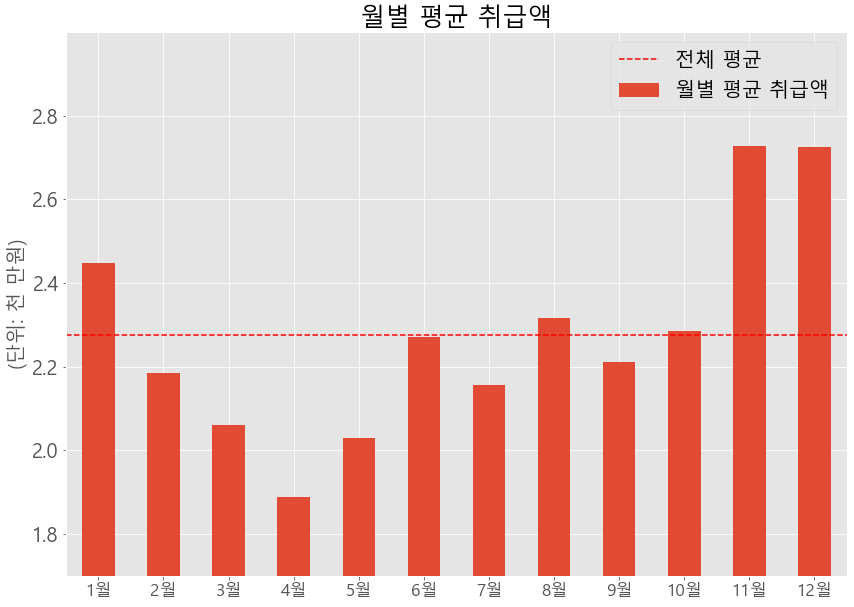 월별 평균 취급액
전체 평균
월별 평균 취급액
(단위: 천 만원)
2.8
2.6
2.4
2.2
2.0
1.8
1월 2월 3월 4월 5월 6월 7월 8월 9월 10월 11월 12월